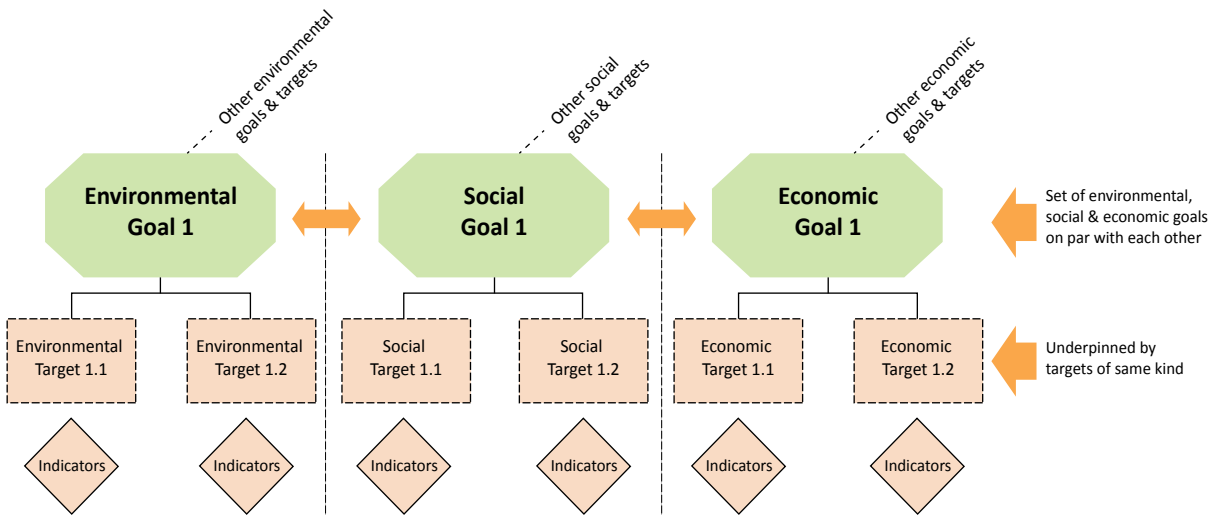 Other environmental
goals & targets
Other social
goals & targets
Other economic
goals & targets
Environmental
Goal 1
Social
Goal 1
Economic
Goal 1
Set of environmental,
social & economic goals
on par with each other
Environmental
Target 1.1
Environmental
Target 1.2
Social
Target 1.1
Social
Target 1.2
Economic
Target 1.1
Economic
Target 1.2
Underpinned by
targets of same kind
Indicators
Indicators
Indicators
Indicators
Indicators
Indicators